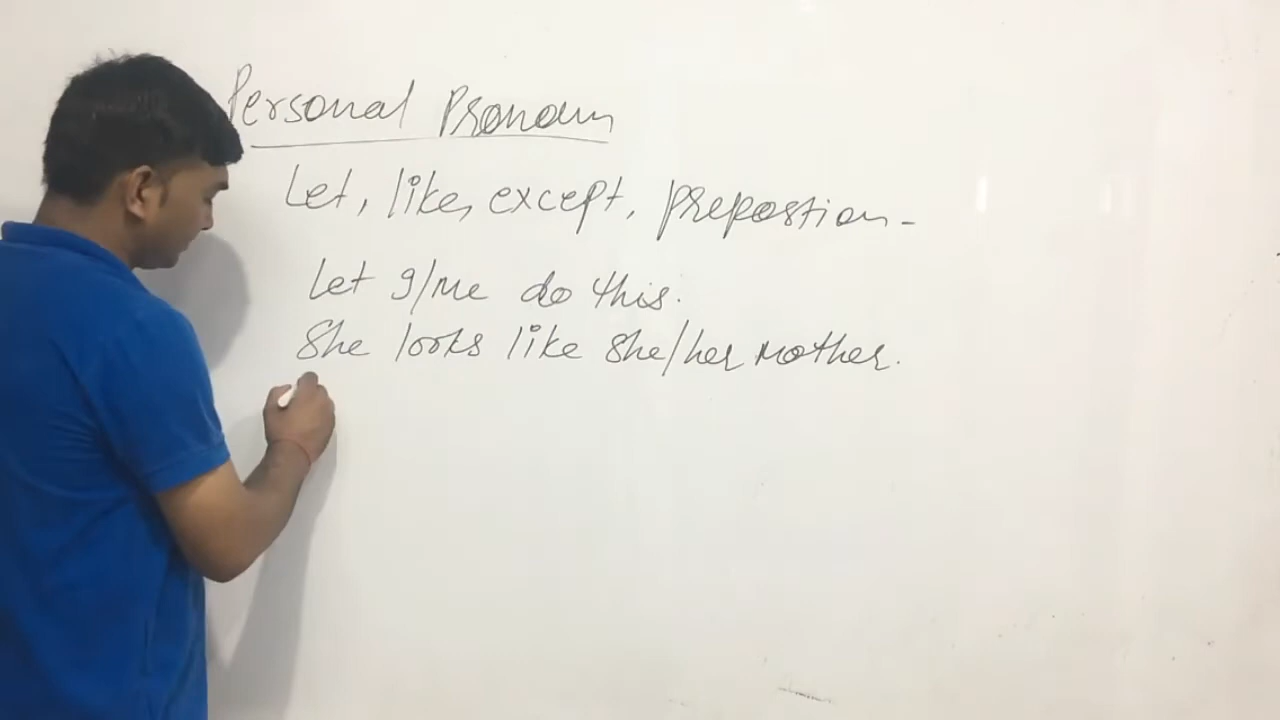 Personal Pronoun
Let, like, except, prepostion -
Let I/me do this.
She looks like she/her mother.